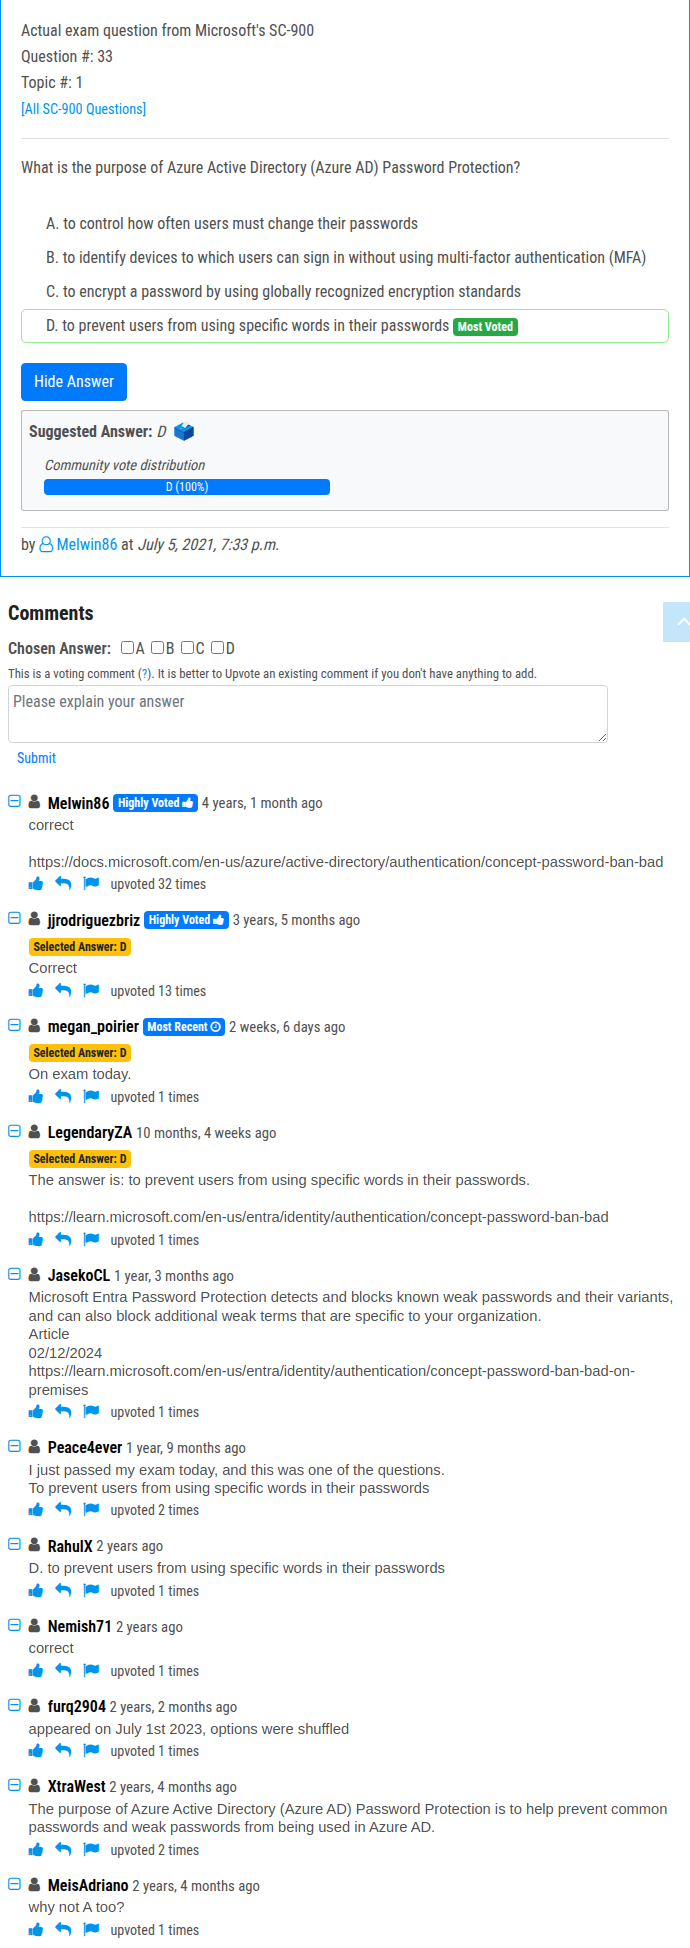 Actual exam question from Microsoft's SC-900
Question #: 33
Topic #: 1
[All SC-900 Questions]
What is the purpose of Azure Active Directory (Azure AD) Password Protection?
A. to control how often users must change their passwords
B. to identify devices to which users can sign in without using multi-factor authentication (MFA)
C. to encrypt a password by using globally recognized encryption standards
D. to prevent users from using specific words in their passwords Most Voted
Hide Answer
Suggested Answer: D
Community vote distribution
D (100%)
by Melwin86 at July 5, 2021, 7:33 p.m.
Comments
Chosen Answer: A B C D
This is a voting comment (?). It is better to Upvote an existing comment if you don't have anything to add.
Please explain your answer
Submit
Melwin86 Highly Voted 4 years, 1 month ago
correct
https://docs.microsoft.com/en-us/azure/active-directory/authentication/concept-password-ban-bad
upvoted 32 times
jjrodriguezbriz Highly Voted 3 years, 5 months ago
Selected Answer: D
Correct
upvoted 13 times
megan_poirier Most Recent 2 weeks, 6 days ago
Selected Answer: D
On exam today.
upvoted 1 times
LegendaryZA 10 months, 4 weeks ago
Selected Answer: D
The answer is: to prevent users from using specific words in their passwords.
https://learn.microsoft.com/en-us/entra/identity/authentication/concept-password-ban-bad
upvoted 1 times
JasekoCL 1 year, 3 months ago
Microsoft Entra Password Protection detects and blocks known weak passwords and their variants,
and can also block additional weak terms that are specific to your organization.
Article
02/12/2024
https://learn.microsoft.com/en-us/entra/identity/authentication/concept-password-ban-bad-on-
premises
upvoted 1 times
Peace4ever 1 year, 9 months ago
I just passed my exam today, and this was one of the questions.
To prevent users from using specific words in their passwords
upvoted 2 times
RahulX 2 years ago
D. to prevent users from using specific words in their passwords
upvoted 1 times
Nemish71 2 years ago
correct
upvoted 1 times
furq2904 2 years, 2 months ago
appeared on July 1st 2023, options were shuffled
upvoted 1 times
XtraWest 2 years, 4 months ago
The purpose of Azure Active Directory (Azure AD) Password Protection is to help prevent common
passwords and weak passwords from being used in Azure AD.
upvoted 2 times
MeisAdriano 2 years, 4 months ago
why not A too?
upvoted 1 times